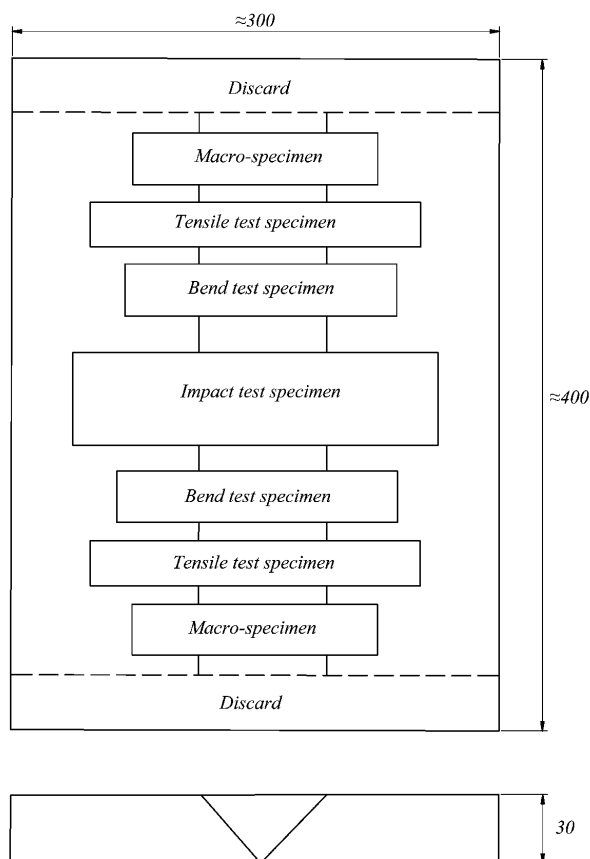 ≈300
Discard
Macro-specimen
Tensile test specimen
Bend test specimen
Impact test specimen
≈400
Bend test specimen
Tensile test specimen
Macro-specimen
Discard
30